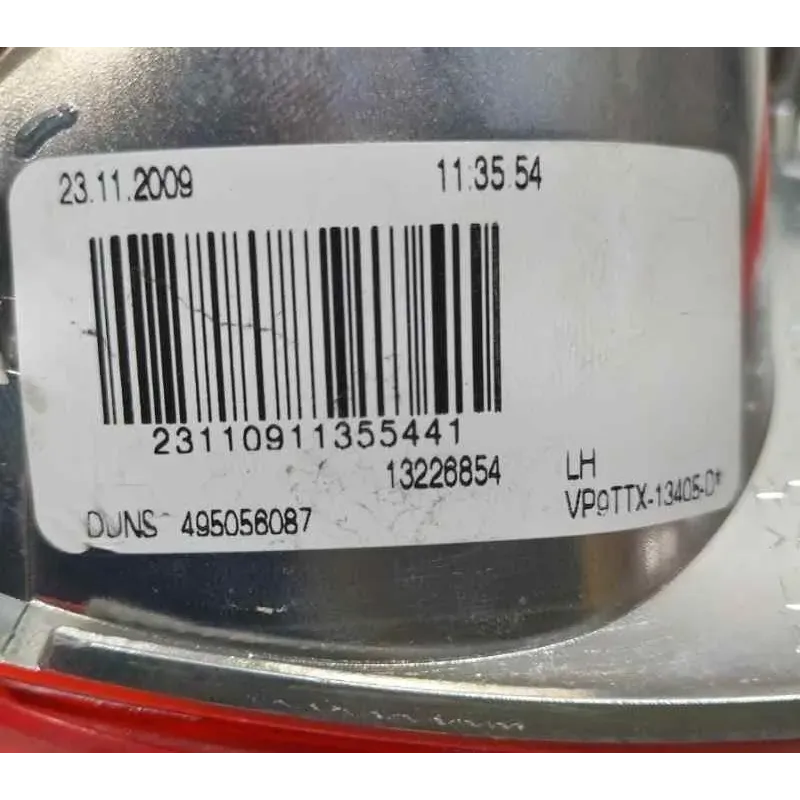 23.11.2009 11:35:54
23110911355441
13226854
LH
VP9TTX-13405-D*
DUNS 495056087